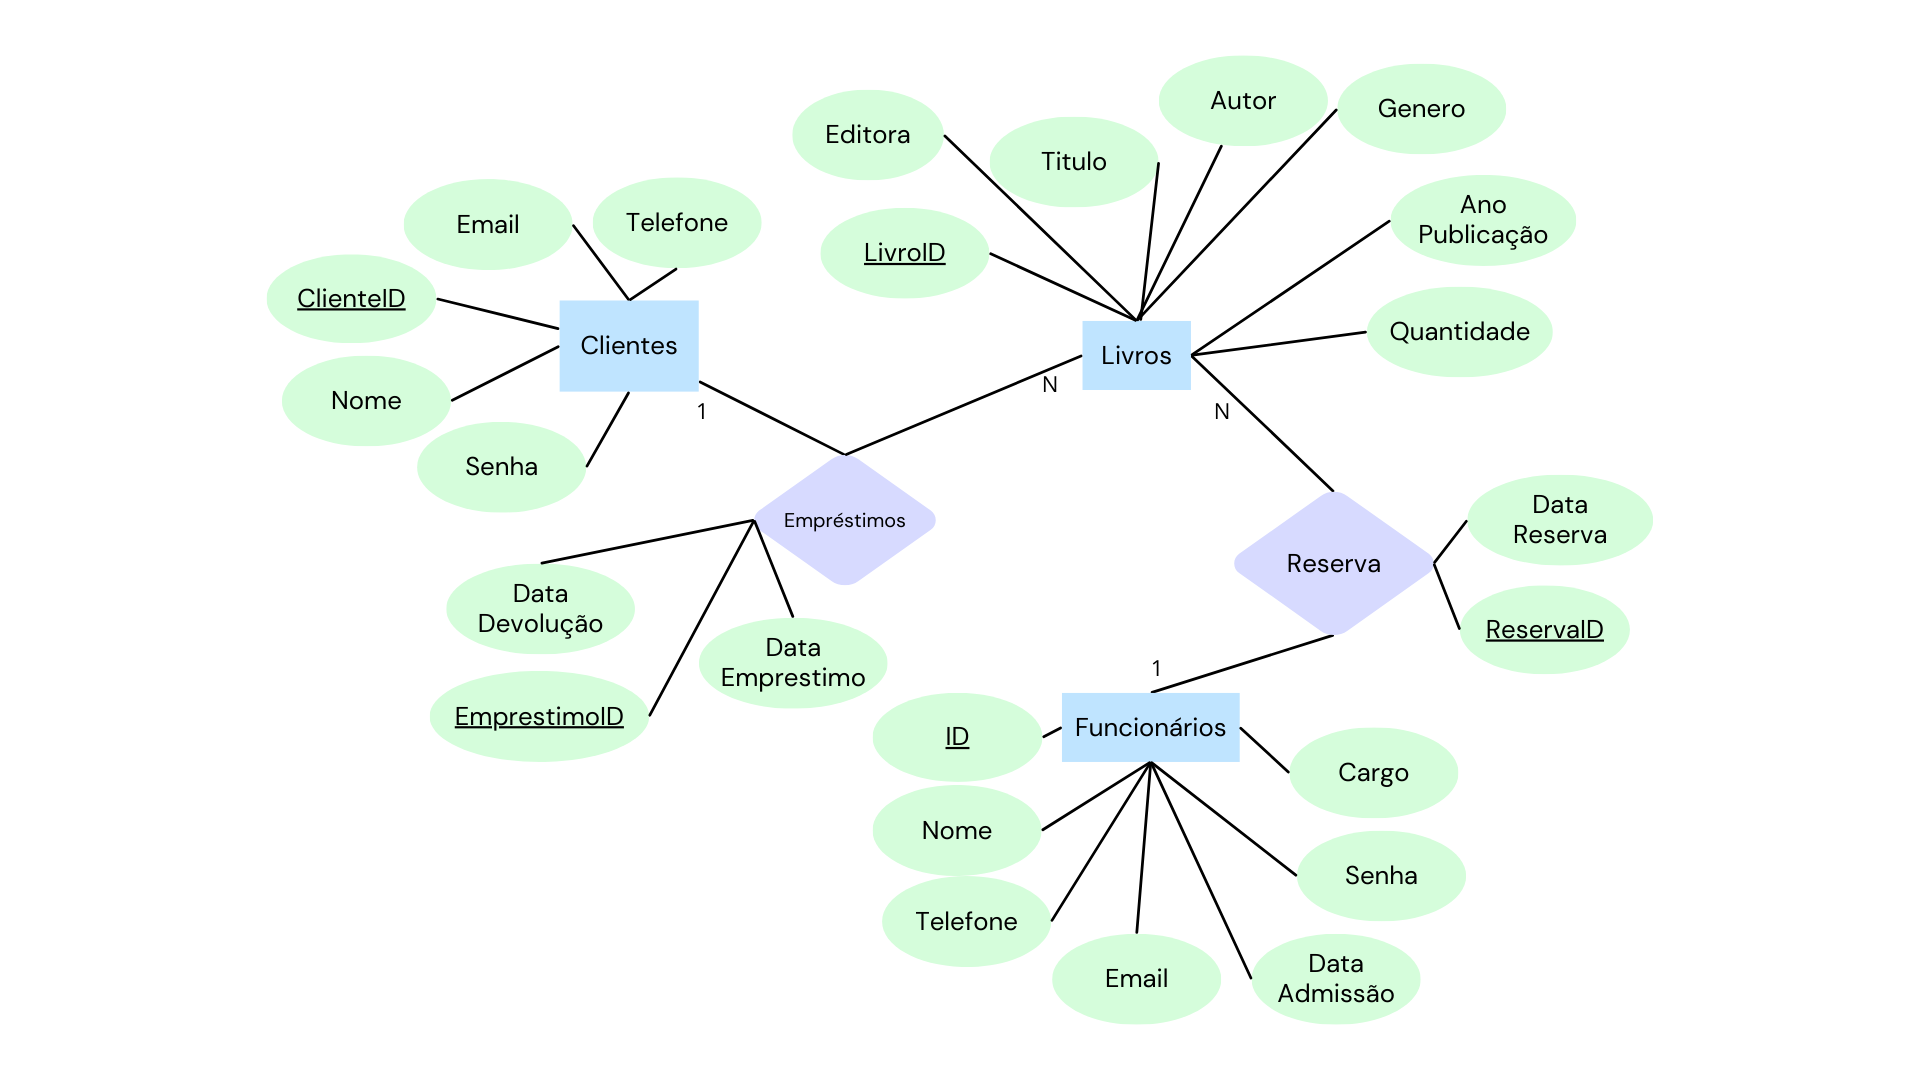 Autor
Genero
Editora
Titulo
Ano
Publicação
Email
Telefone
LivroID
ClienteID
Quantidade
Clientes
Livros
N
Nome
1
N
Senha
Data
Reserva
Empréstimos
Reserva
Data
Devolução
ReservaID
Data
Emprestimo
1
EmprestimoID
ID
Funcionários
Cargo
Nome
Senha
Telefone
Email
Data
Admissão